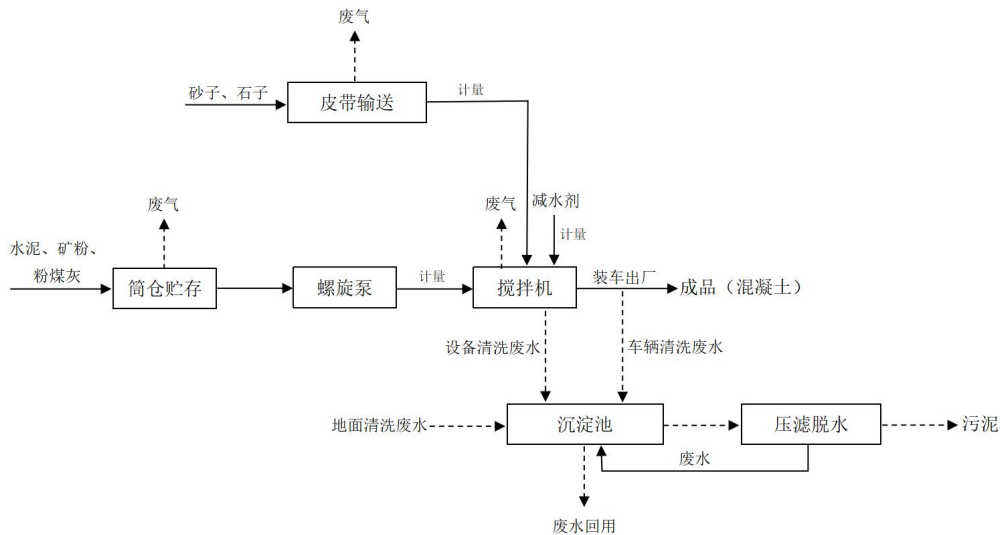 废气
砂子、石子
皮带输送
计量
废气
废气
减水剂
计量
水泥、矿粉、
粉煤灰
筒仓贮存
螺旋泵
计量
搅拌机
装车出厂
成品（混凝土）
设备清洗废水
车辆清洗废水
地面清洗废水
沉淀池
压滤脱水
污泥
废水
废水回用